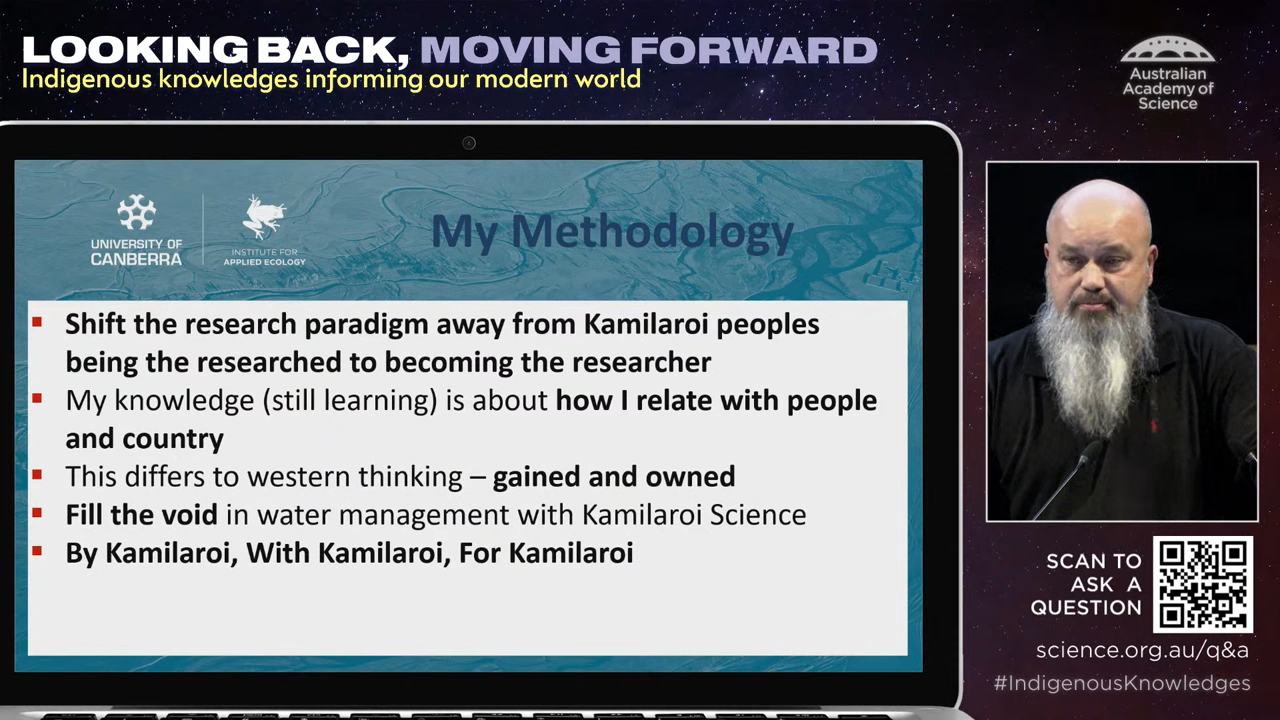 LOOKING BACK, MOVING FORWARD
Indigenous knowledges informing our modern world
Australian
Academy of
Science
UNIVERSITY OF
CANBERRA
INSTITUTE FOR
APPLIED ECOLOGY
My Methodology
Shift the research paradigm away from Kamilaroi peoples
being the researched to becoming the researcher
My knowledge (still learning) is about how I relate with people
and country
This differs to western thinking – gained and owned
Fill the void in water management with Kamilaroi Science
By Kamilaroi, With Kamilaroi, For Kamilaroi
SCAN TO
ASK A
QUESTION
science.org.au/q&a
#IndigenousKnowledges